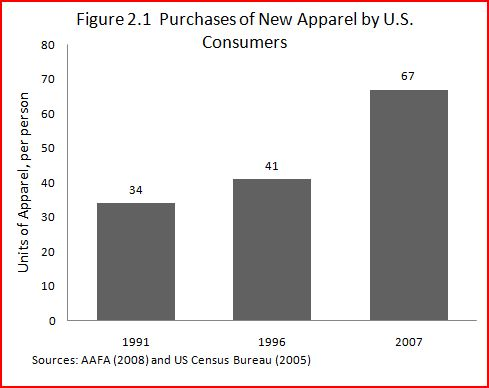 Figure 2.1 Purchases of New Apparel by U.S.
Consumers
Units of Apparel, per person
80
70
60
50
40
30
20
10
0
34
41
67
1991 1996 2007
Sources: AAFA (2008) and US Census Bureau (2005)